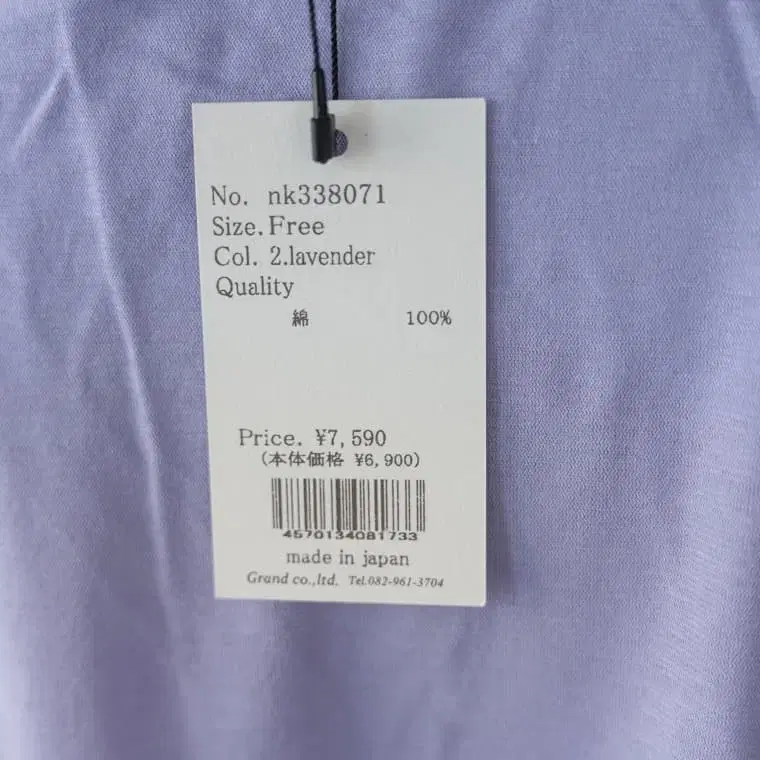 No. nk338071
Size. Free
Col. 2.lavender
Quality
綿 100%
Price. ¥7,590
(本体価格 ¥6,900)
4570134081733
made in japan
Grand co.,ltd. Tel.082-961-3704